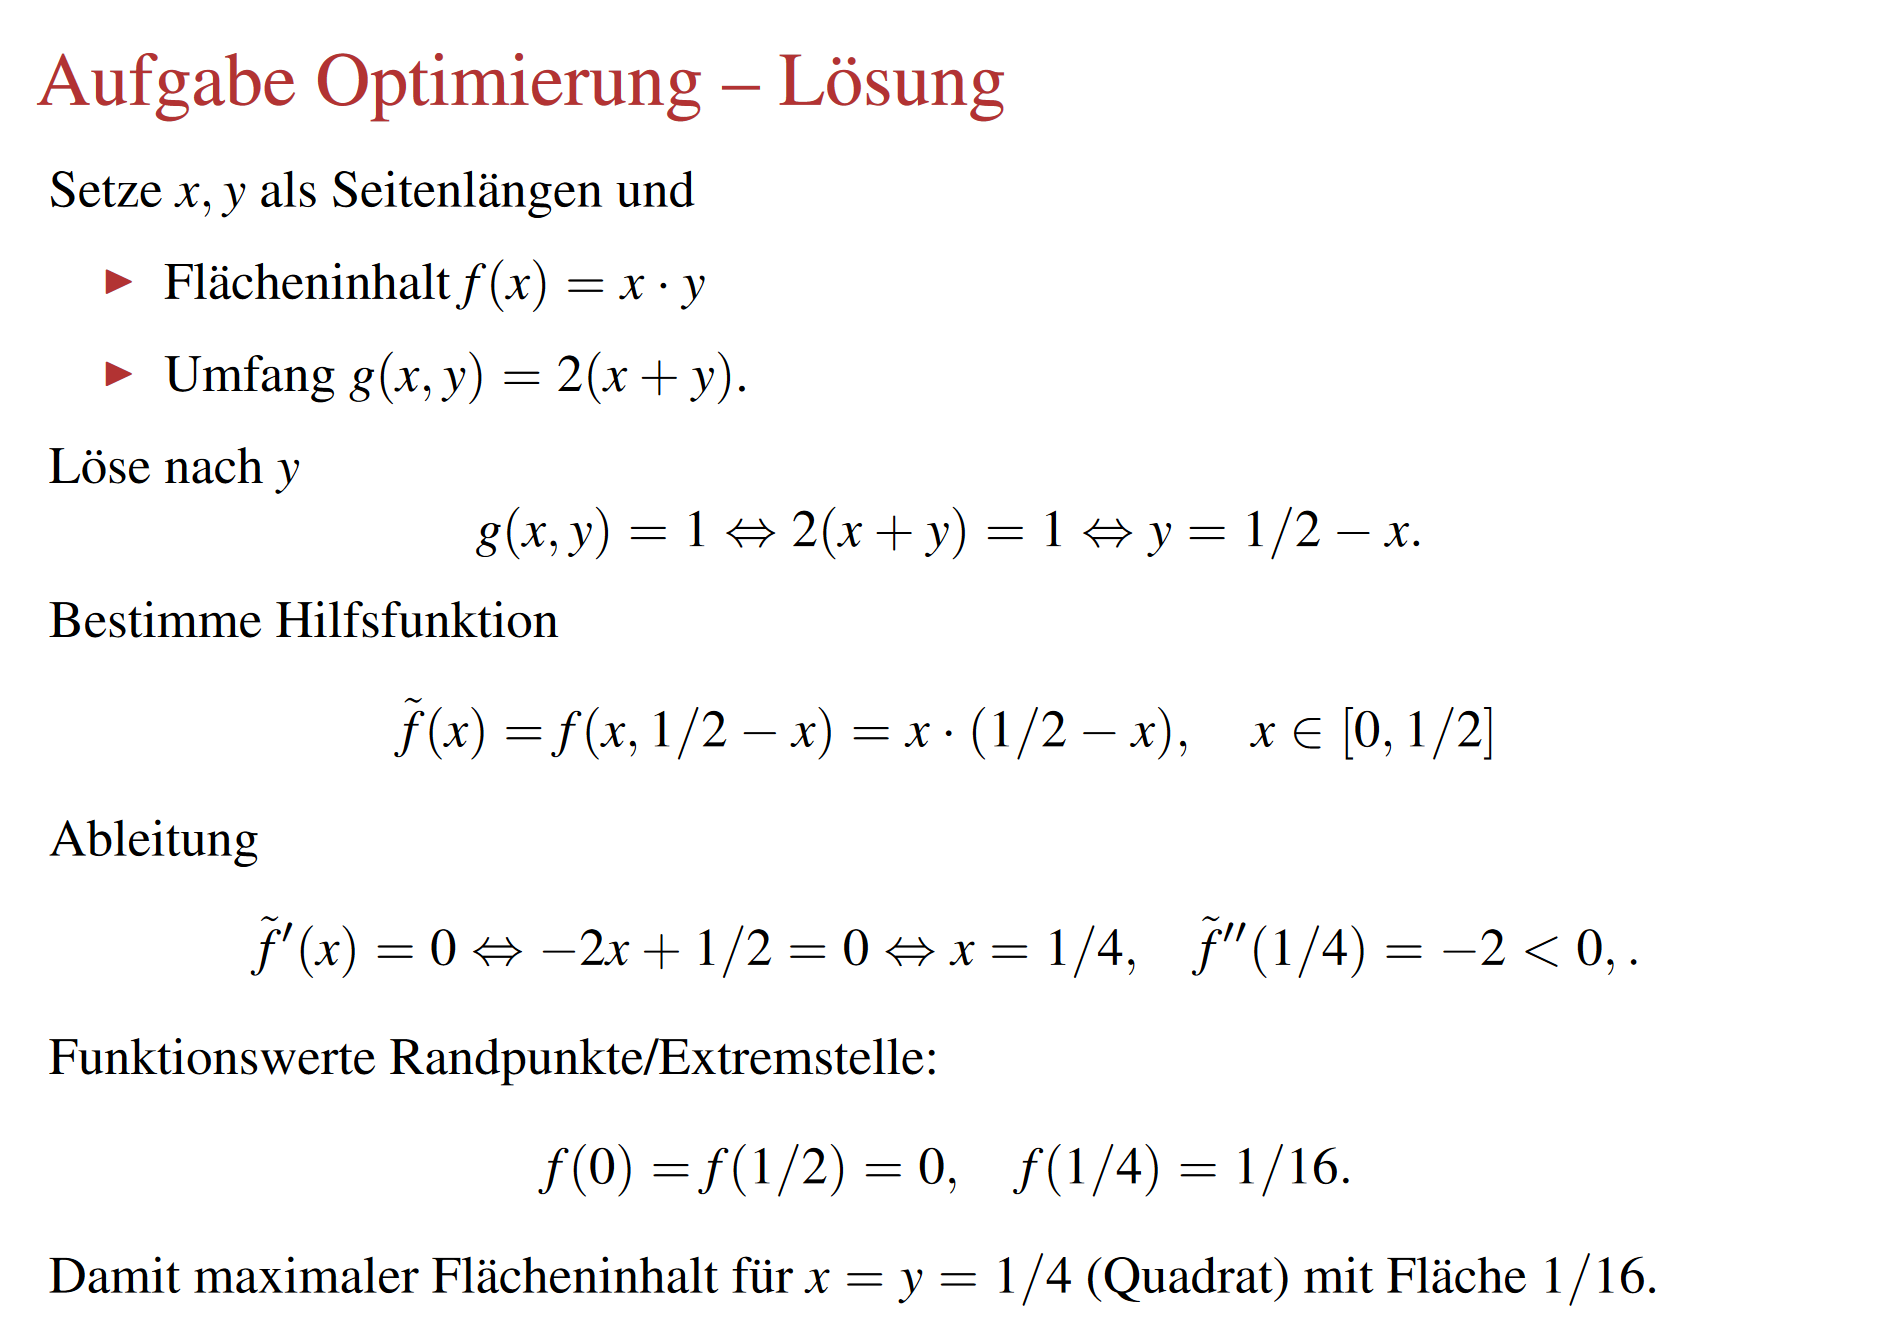 Aufgabe Optimierung – Lösung
Setze x, y als Seitenlängen und
▶ Flächeninhalt f(x) = x · y
▶ Umfang g(x, y) = 2(x + y).
Löse nach y
g(x, y) = 1 ⇔ 2(x + y) = 1 ⇔ y = 1/2 − x.
Bestimme Hilfsfunktion
f̃(x) = f(x, 1/2 − x) = x · (1/2 − x), x ∈ [0, 1/2]
Ableitung
f̃′(x) = 0 ⇔ −2x + 1/2 = 0 ⇔ x = 1/4, f̃″(1/4) = −2 < 0, .
Funktionswerte Randpunkte/Extremstelle:
f(0) = f(1/2) = 0, f(1/4) = 1/16.
Damit maximaler Flächeninhalt für x = y = 1/4 (Quadrat) mit Fläche 1/16.